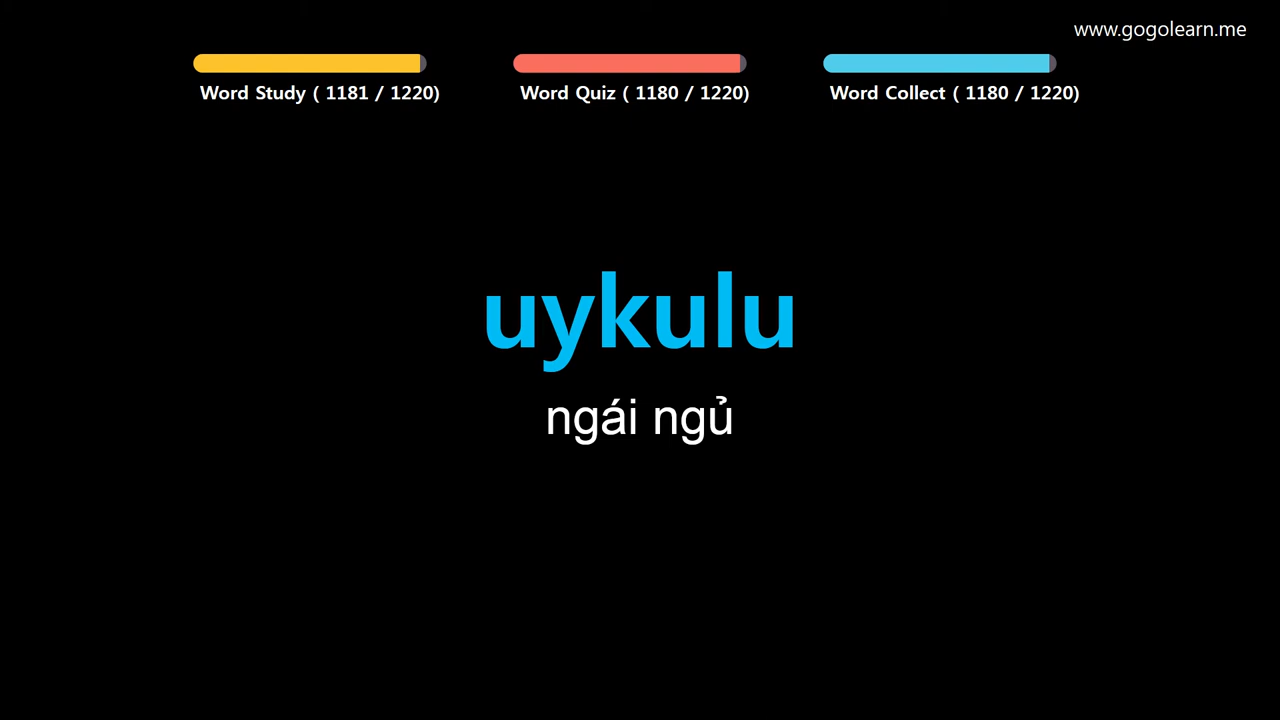 www.gogolearn.me
Word Study ( 1181 / 1220)
Word Quiz ( 1180 / 1220)
Word Collect ( 1180 / 1220)
uykulu
ngái ngủ